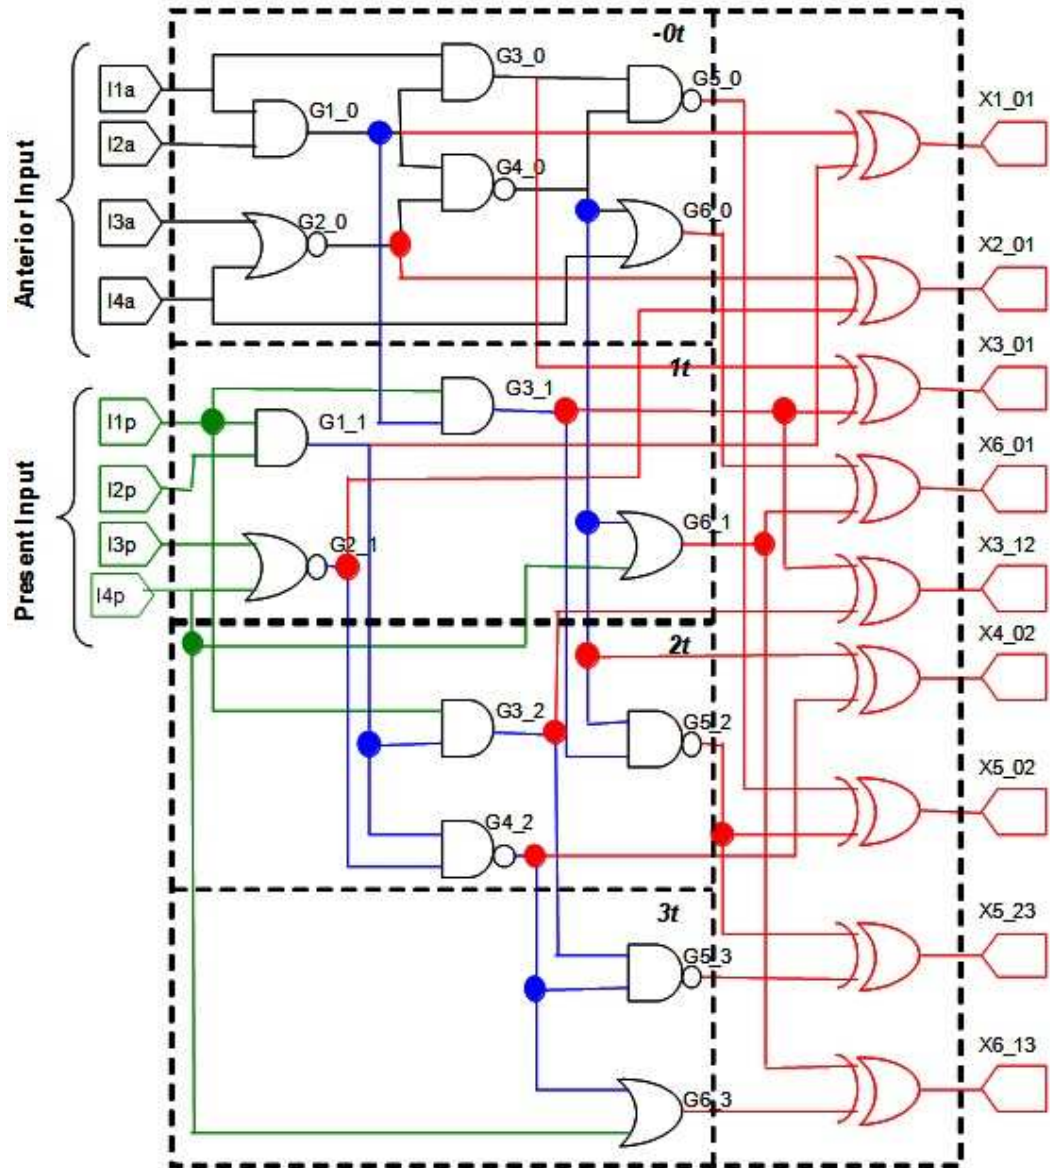 -0t
G3_0
G5_0
I1a
X1_01
G1_0
I2a
G4_0
I3a
G2_0
G6_0
X2_01
I4a
Anterior Input
X3_01
1t
G3_1
I1p
G1_1
X6_01
I2p
G6_1
I3p
G2_1
X3_12
I4p
Present Input
X4_02
2t
G3_2
G5_2
X5_02
G4_2
3t
X5_23
G5_3
X6_13
G6_3